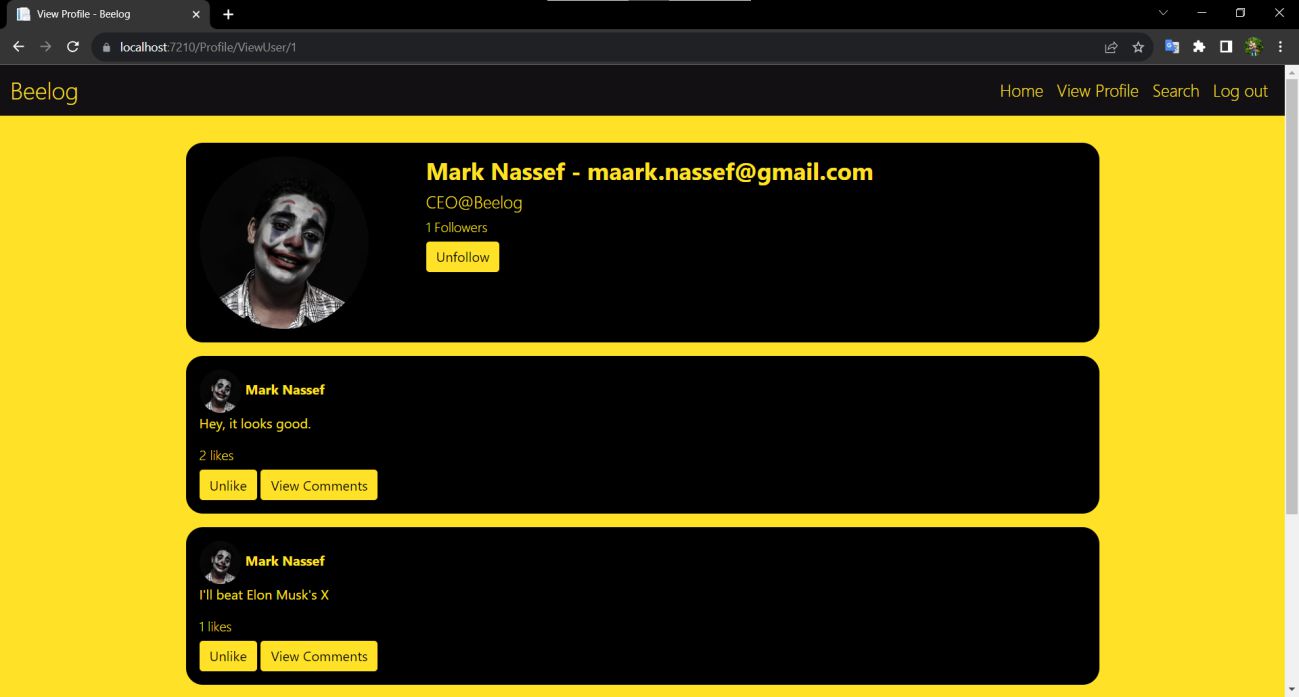 View Profile - Beelog
localhost:7210/Profile/ViewUser/1
Beelog
Home View Profile Search Log out
Mark Nassef - maark.nassef@gmail.com
CEO@Beelog
1 Followers
Unfollow
Mark Nassef
Hey, it looks good.
2 likes
Unlike View Comments
Mark Nassef
I'll beat Elon Musk's X
1 likes
Unlike View Comments